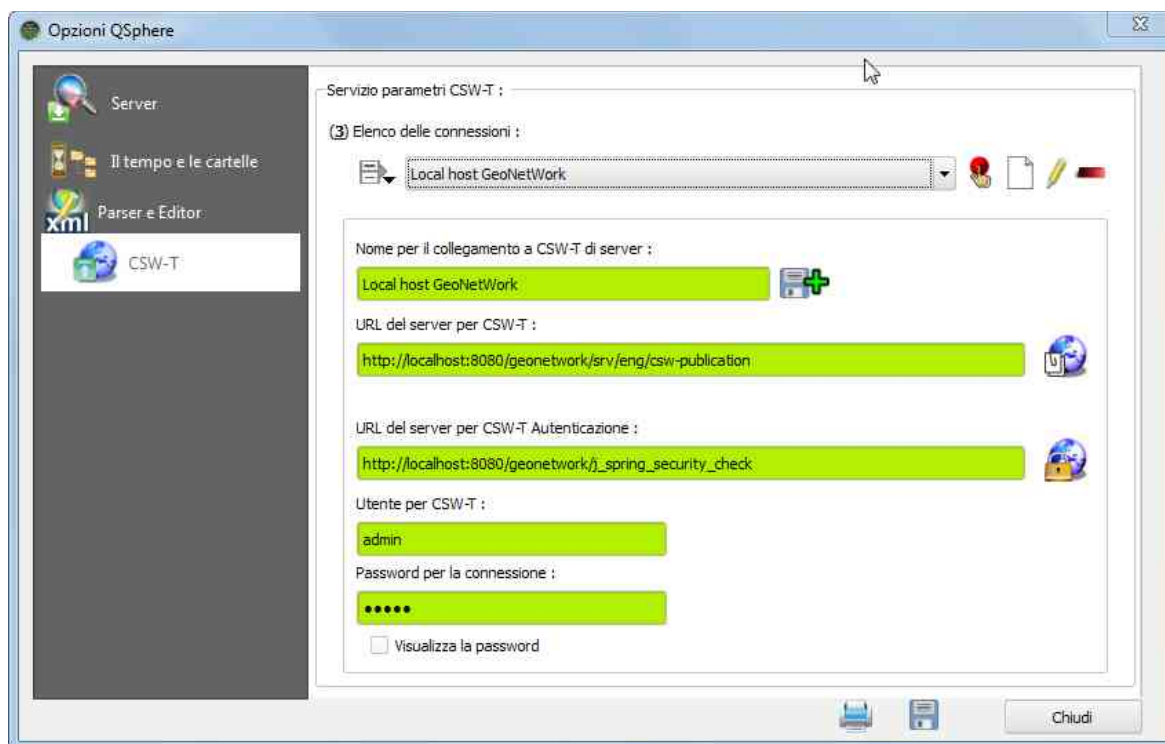 Opzioni QSphere
Server
Il tempo e le cartelle
xml
Parser e Editor
CSW-T
Servizio parametri CSW-T :
(3) Elenco delle connessioni :
Local host GeoNetWork
Nome per il collegamento a CSW-T di server :
Local host GeoNetWork
URL del server per CSW-T :
http://localhost:8080/geonetwork/srv/eng/csw-publication
URL del server per CSW-T Autenticazione :
http://localhost:8080/geonetwork/j_spring_security_check
Utente per CSW-T :
admin
Password per la connessione :
•••••
Visualizza la password
Chiudi